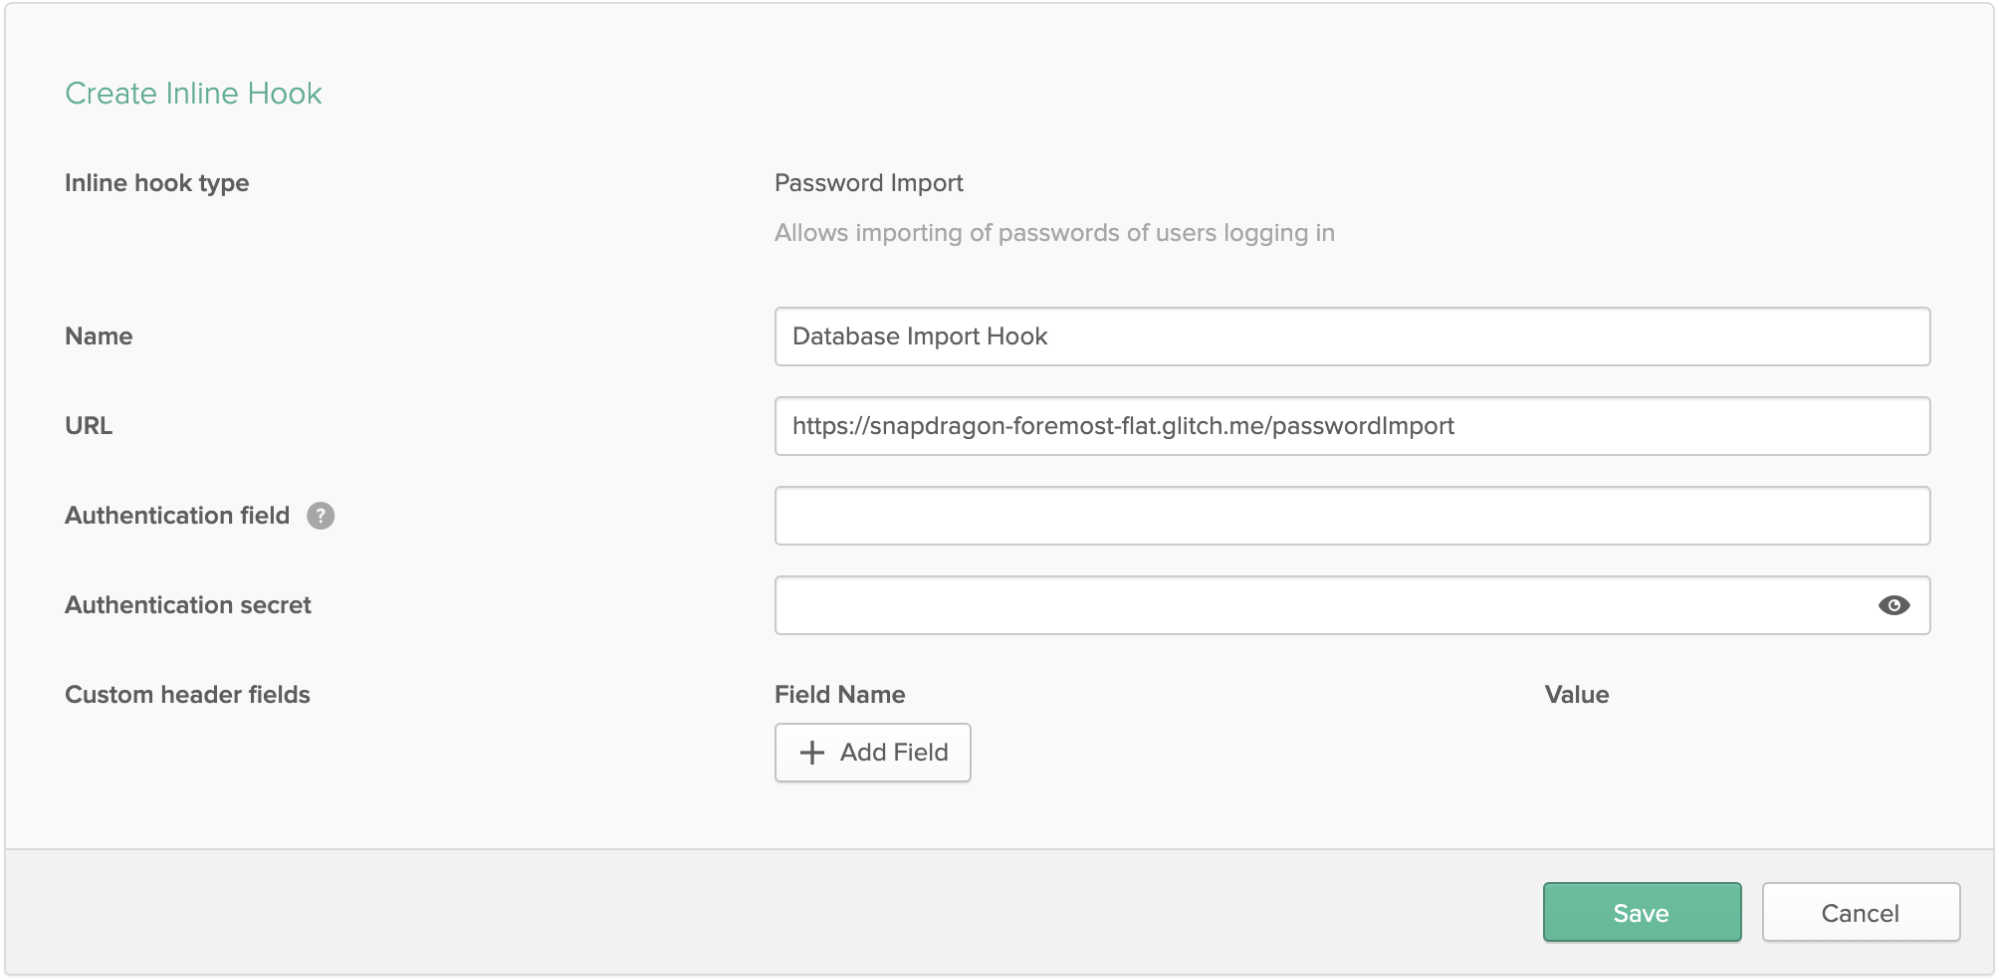 Create Inline Hook
Inline hook type
Password Import
Allows importing of passwords of users logging in
Name
Database Import Hook
URL
https://snapdragon-foremost-flat.glitch.me/passwordImport
Authentication field ?
Authentication secret
Custom header fields
Field Name
Value
+ Add Field
Save
Cancel